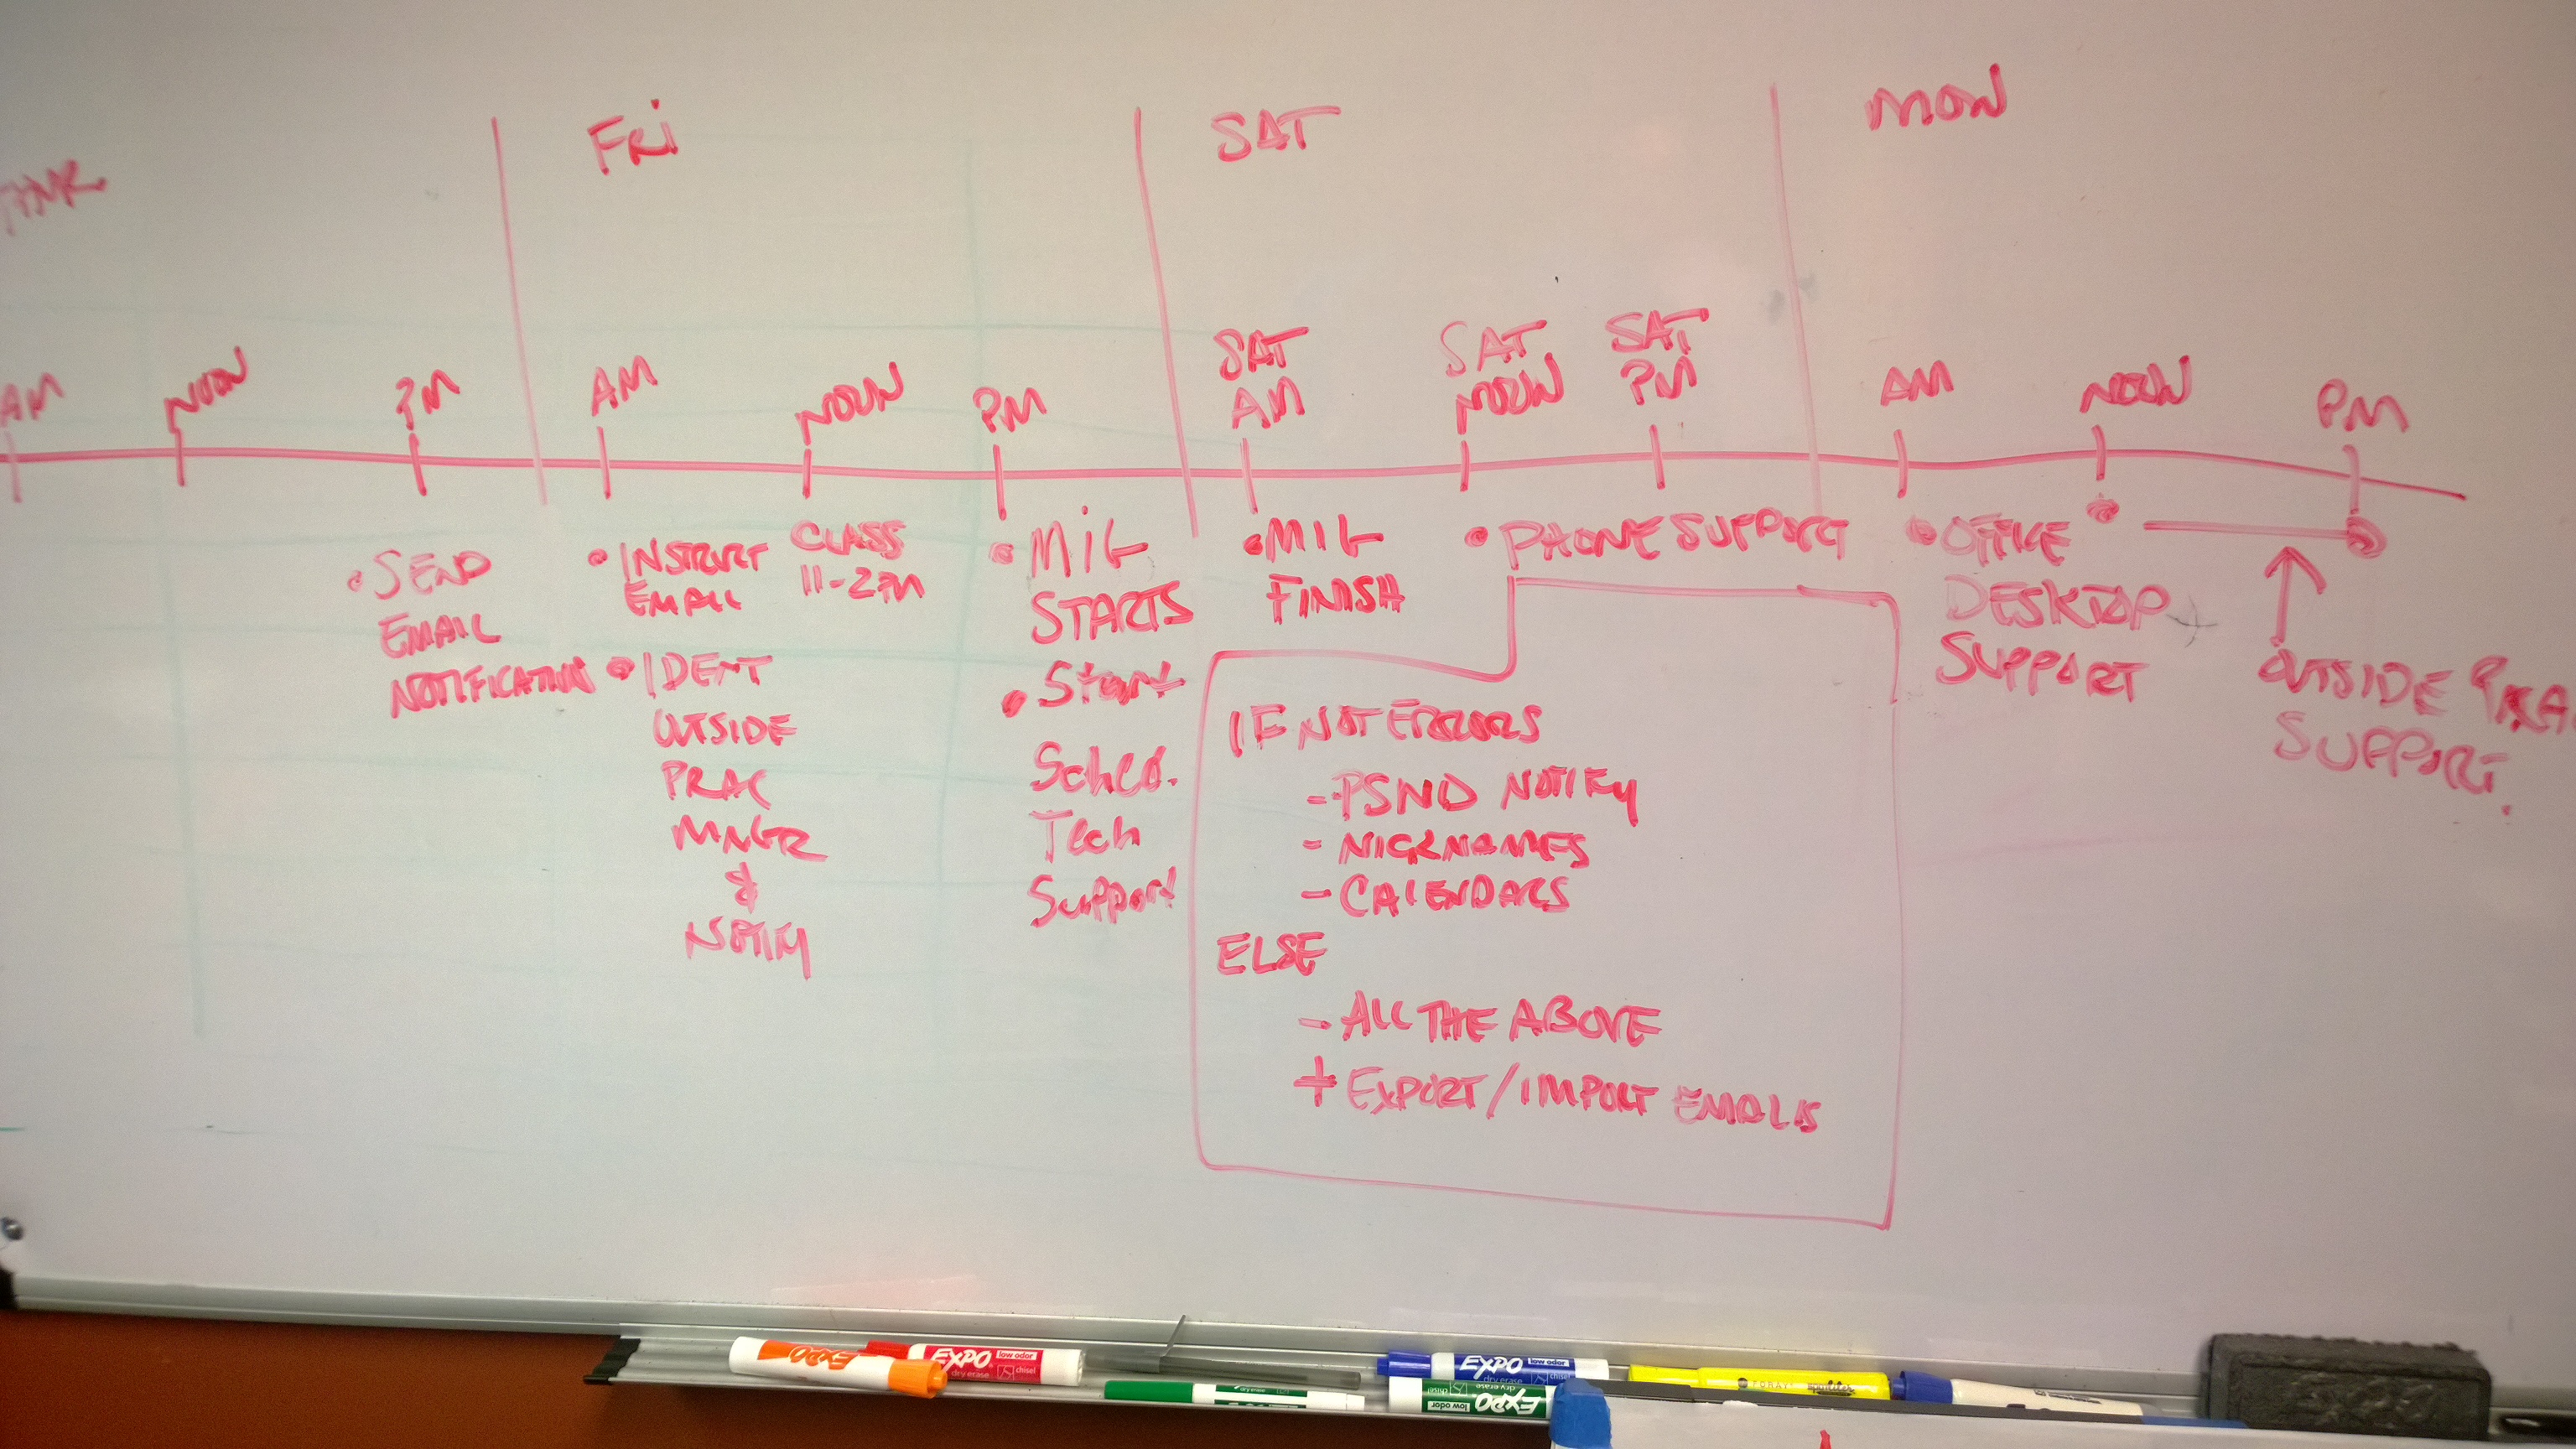 Fri
SAT
MON
AM
NOON
PM
AM
NOON
PM
SAT
AM
SAT
NOON
SAT
PM
AM
NOON
PM
• SEND
EMAIL
NOTIFICATION
• INSTRUCT
EMAIL
• IDENT
OUTSIDE
PRAC
MNGR
&
NOTIFY
CLASS
11-2PM
• MIG
STARTS
• Start
Sched.
Tech
Support
• MIG
FINISH
• PHONE SUPPORT
IF NOT ERRORS
- PSND NOTIFY
- NICKNAMES
- CALENDARS
ELSE
- ALL THE ABOVE
+ EXPORT/IMPORT EMAILS
• OFFICE
DESKTOP
SUPPORT
OUTSIDE PRA
SUPPORT.
EXPO
EXPO low odor
dry erase chisel
EXPO low odor
dry erase
EXPO
low odor
chisel
FORAY
EXPO